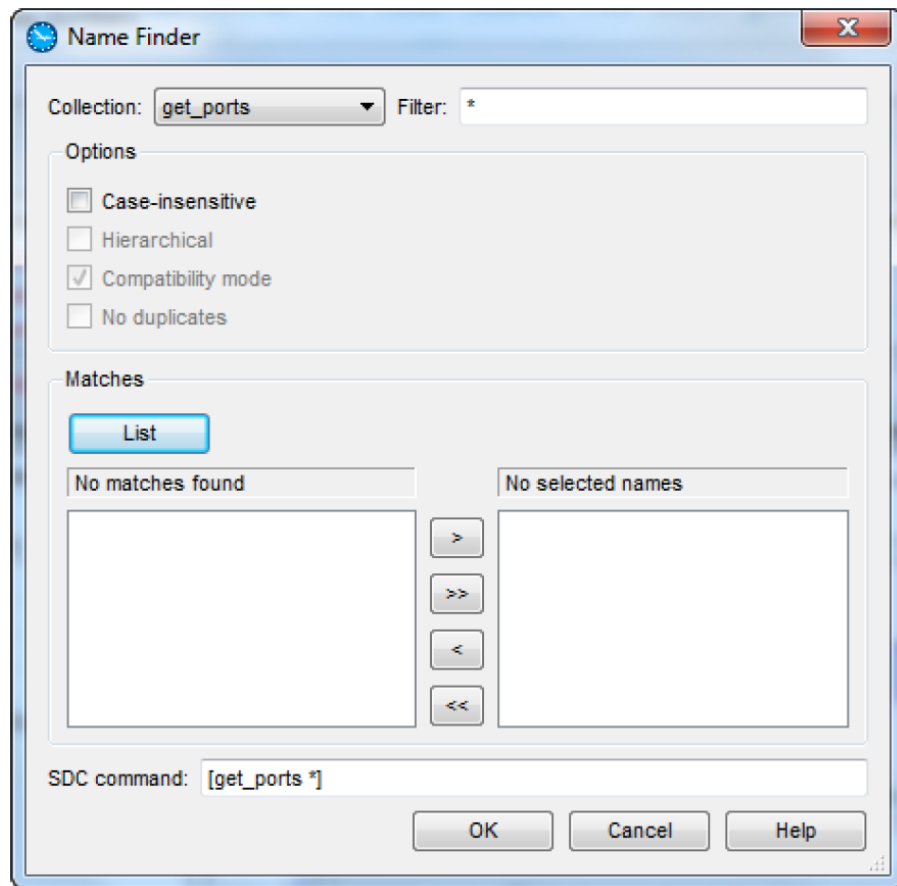 Name Finder
Collection: get_ports Filter: *
Options
Case-insensitive
Hierarchical
Compatibility mode
No duplicates
Matches
List
No matches found No selected names
>
>>
<
<<
SDC command: [get_ports *]
OK Cancel Help